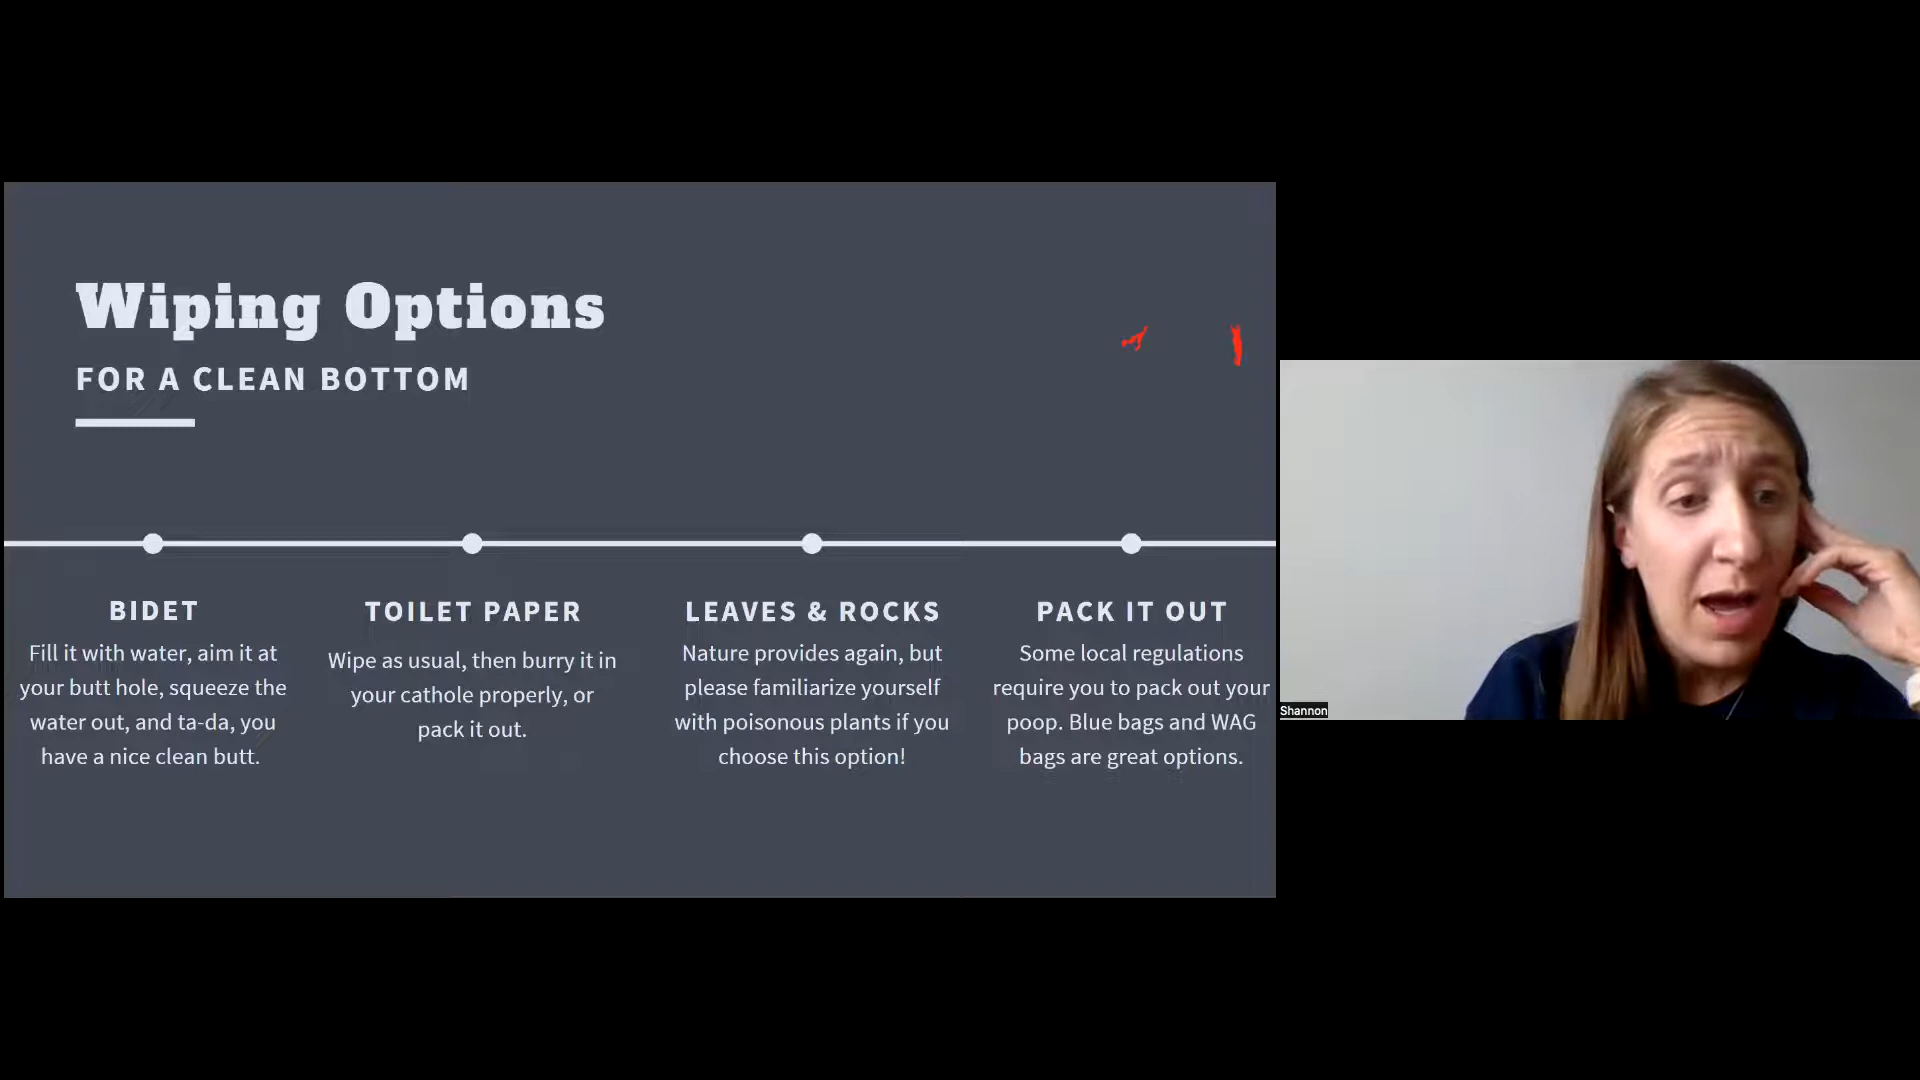 Wiping Options
FOR A CLEAN BOTTOM
BIDET
Fill it with water, aim it at
your butt hole, squeeze the
water out, and ta-da, you
have a nice clean butt.
TOILET PAPER
Wipe as usual, then burry it in
your cathole properly, or
pack it out.
LEAVES & ROCKS
Nature provides again, but
please familiarize yourself
with poisonous plants if you
choose this option!
PACK IT OUT
Some local regulations
require you to pack out your
poop. Blue bags and WAG
bags are great options.
Shannon